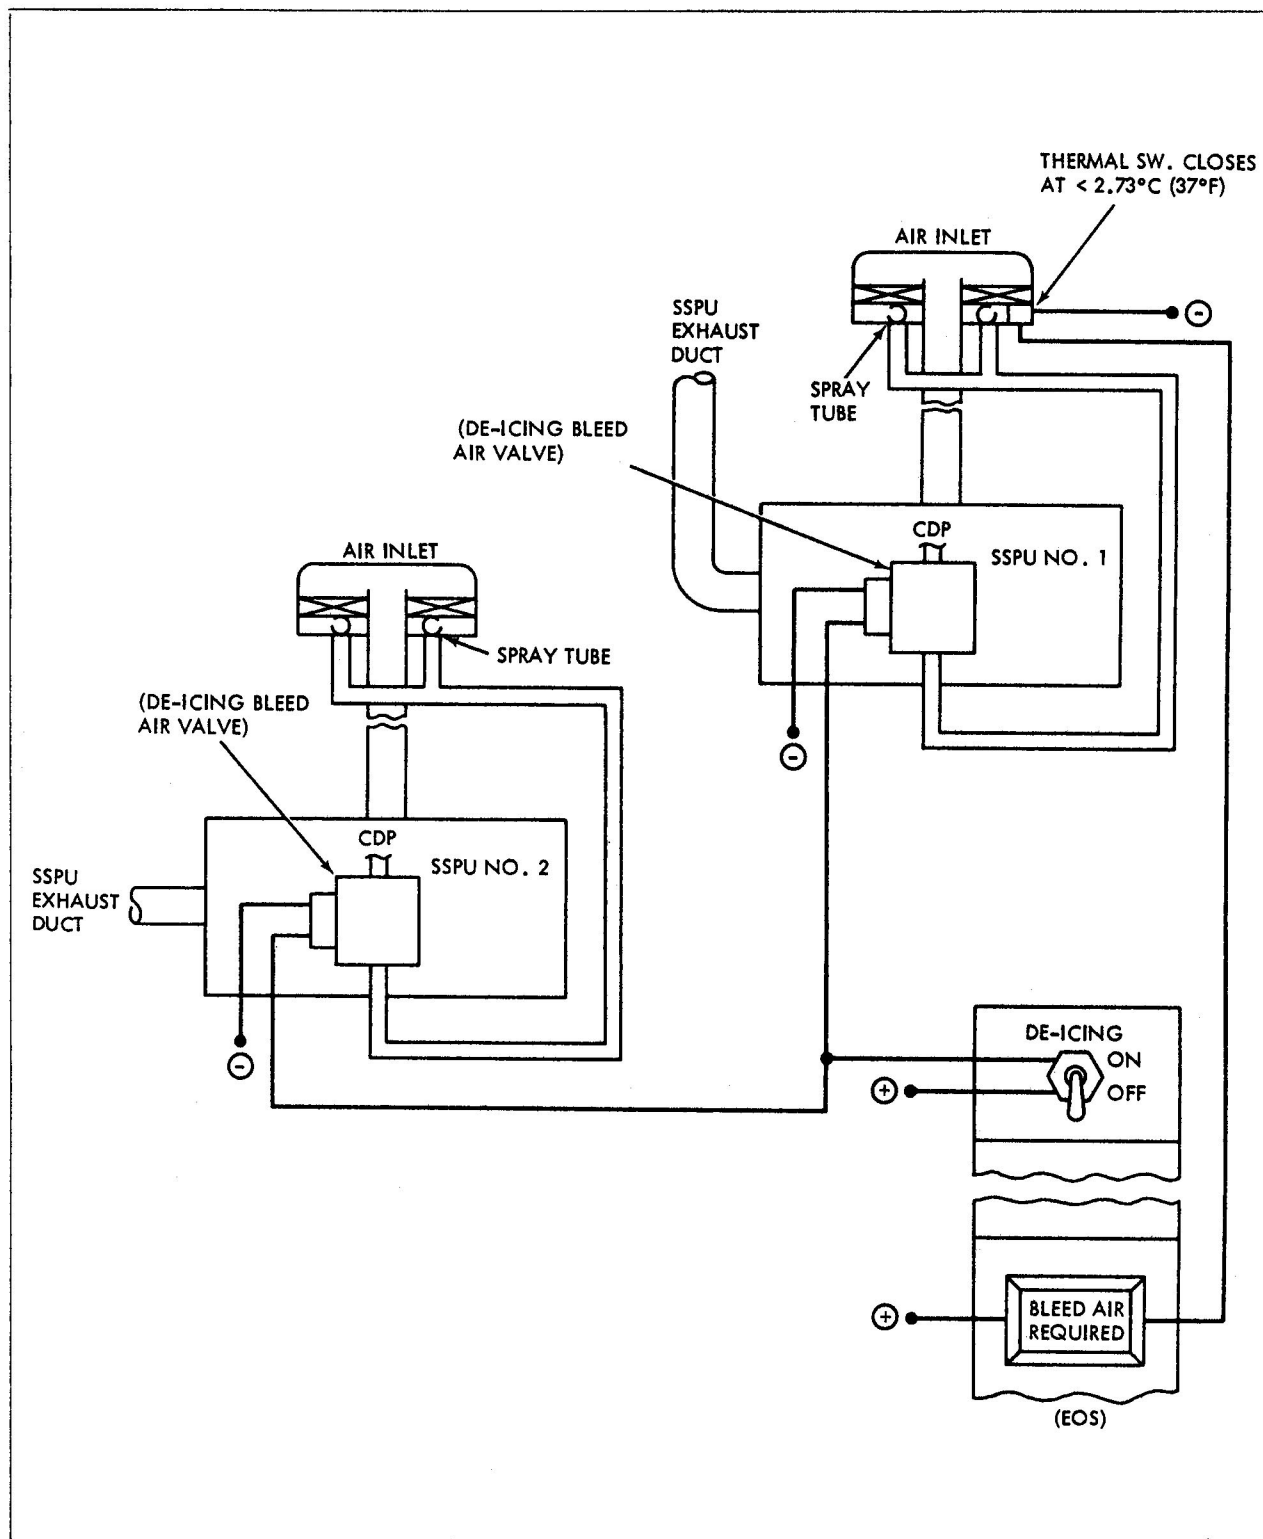 THERMAL SW. CLOSES
AT < 2.73°C (37°F)
AIR INLET
SSPU
EXHAUST
DUCT
SPRAY
TUBE
(DE-ICING BLEED
AIR VALVE)
CDP
SSPU NO. 1
AIR INLET
SPRAY TUBE
(DE-ICING BLEED
AIR VALVE)
CDP
SSPU NO. 2
SSPU
EXHAUST
DUCT
DE-ICING
ON
OFF
BLEED AIR
REQUIRED
(EOS)
-
-
-
+
+